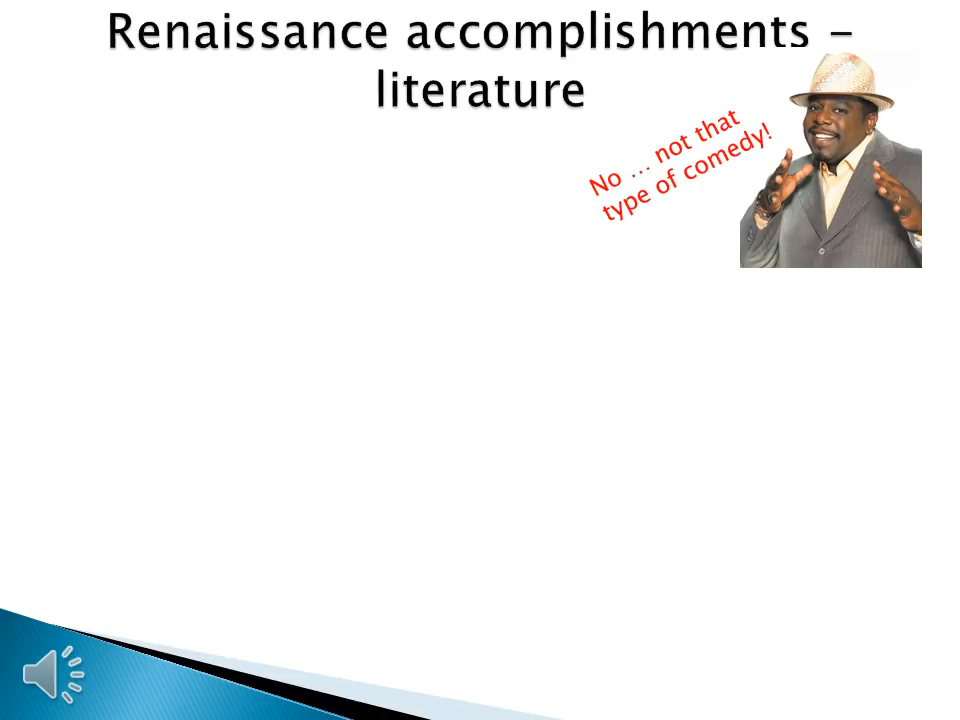 Renaissance accomplishments –
literature
No … not that
type of comedy!